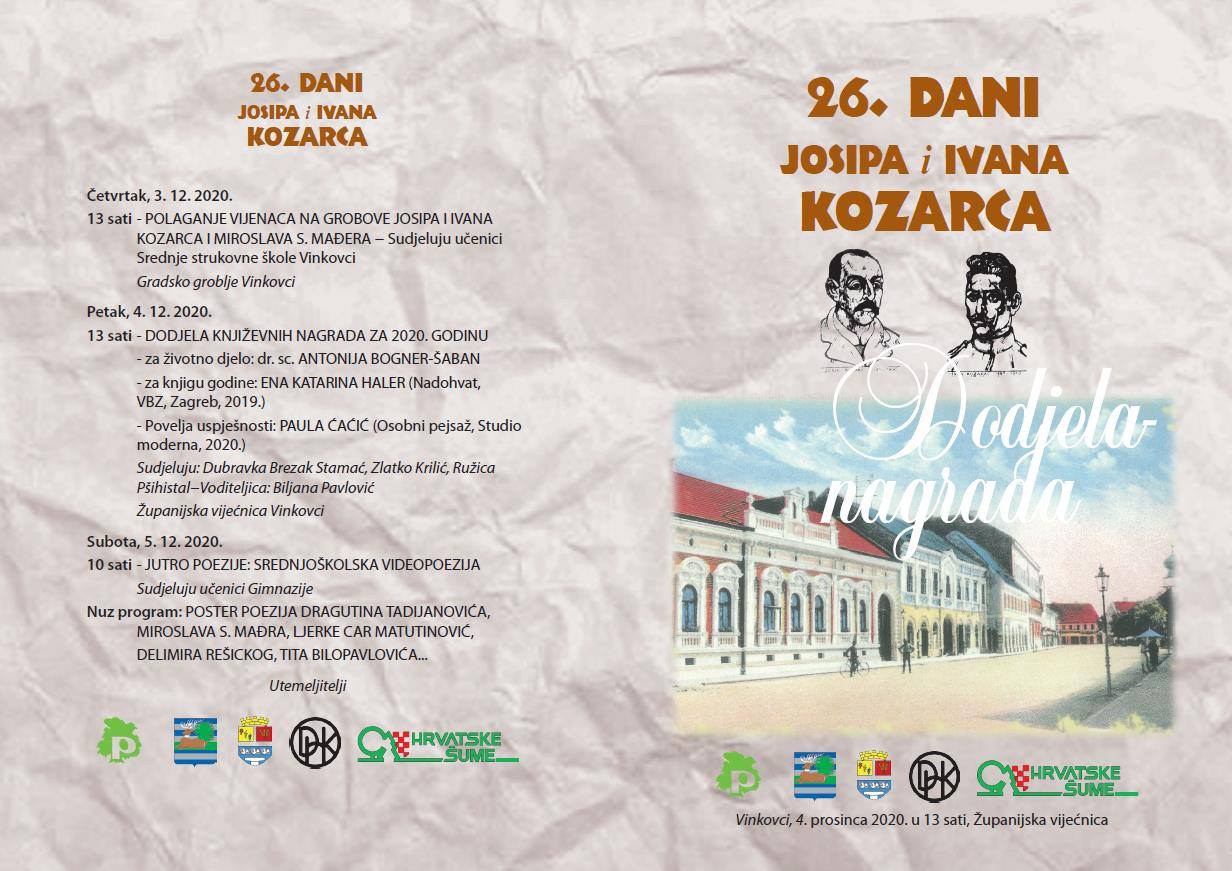 26. DANI
JOSIPA i IVANA
KOZARCA
Četvrtak, 3. 12. 2020.
13 sati - POLAGANJE VIJENACA NA GROBOVE JOSIPA I IVANA
KOZARCA I MIROSLAVA S. MAĐERA – Sudjeluju učenici
Srednje strukovne škole Vinkovci
Gradsko groblje Vinkovci
Petak, 4. 12. 2020.
13 sati - DODJELA KNJIŽEVNIH NAGRADA ZA 2020. GODINU
- za životno djelo: dr. sc. ANTONIJA BOGNER-ŠABAN
- za knjigu godine: ENA KATARINA HALER (Nadohvat,
VBZ, Zagreb, 2019.)
- Povelja uspješnosti: PAULA ĆAĆIĆ (Osobni pejsaž, Studio
moderna, 2020.)
Sudjeluju: Dubravka Brezak Stamać, Zlatko Krilić, Ružica
Pšihistal–Voditeljica: Biljana Pavlović
Županijska vijećnica Vinkovci
Subota, 5. 12. 2020.
10 sati - JUTRO POEZIJE: SREDNJOŠKOLSKA VIDEOPOEZIJA
Sudjeluju učenici Gimnazije
Nuz program: POSTER POEZIJA DRAGUTINA TADIJANOVIĆA,
MIROSLAVA S. MAĐRA, LJERKE CAR MATUTINOVIĆ,
DELIMIRA REŠICKOG, TITA BILOPAVLOVIĆA...
Utemeljitelji
p
DHK
HRVATSKE
ŠUME
26. DANI
JOSIPA i IVANA
KOZARCA
Dodjela-
nagrada
p
DHK
HRVATSKE
ŠUME
Vinkovci, 4. prosinca 2020. u 13 sati, Županijska vijećnica